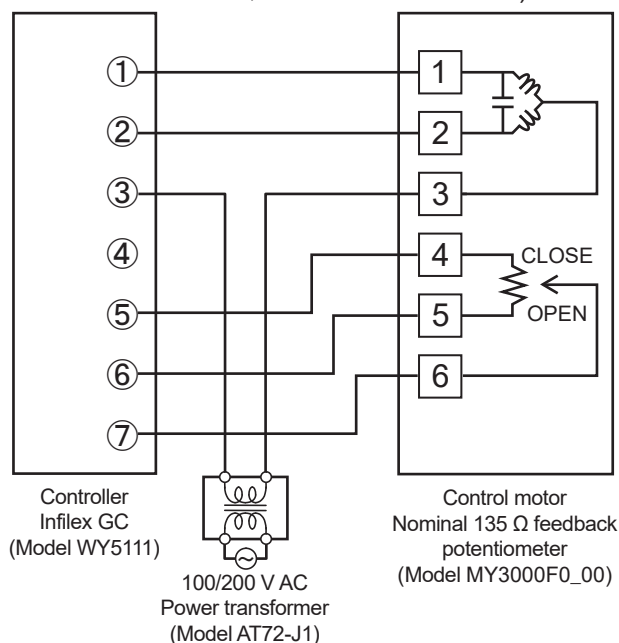 ① 1
② 2
③ 3
④ 4
⑤ 5
⑥ 6
⑦
CLOSE
OPEN
Controller
Infilex GC
(Model WY5111)
100/200 V AC
Power transformer
(Model AT72-J1)
Control motor
Nominal 135 Ω feedback
potentiometer
(Model MY3000F0_00)